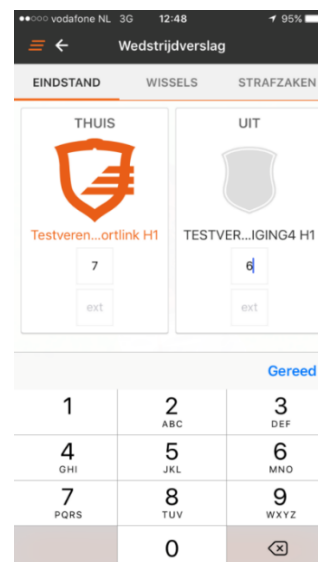 ●●○○○ vodafone NL 3G 12:48 95%
Wedstrijdverslag
EINDSTAND WISSELS STRAFZAKEN
THUIS UIT
Testveren...ortlink H1 TESTVER...IGING4 H1
7 6
ext ext
Gereed
1 2 3
ABC DEF
4 5 6
GHI JKL MNO
7 8 9
PQRS TUV WXYZ
0